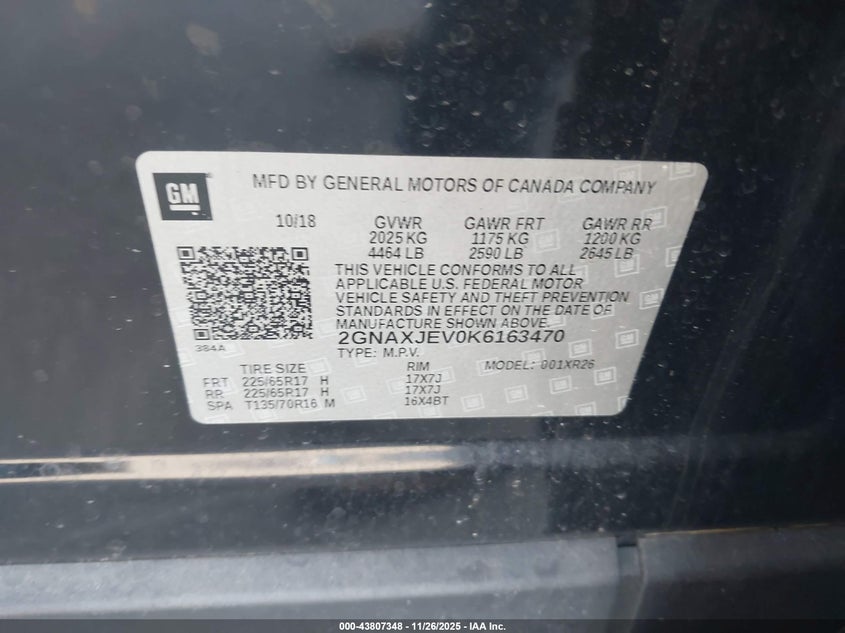 GM
MFD BY GENERAL MOTORS OF CANADA COMPANY
10/18 GVWR GAWR FRT GAWR RR
2025 KG 1175 KG 1200 KG
4464 LB 2590 LB 2645 LB
THIS VEHICLE CONFORMS TO ALL
APPLICABLE U.S. FEDERAL MOTOR
VEHICLE SAFETY AND THEFT PREVENTION
STANDARDS IN EFFECT ON THE DATE OF
MANUFACTURE SHOWN ABOVE.
384A
2GNAXJEV0K6163470
TYPE: M.P.V. MODEL: 001XR26
TIRE SIZE RIM
FRT 225/65R17 H 17X7J
RR 225/65R17 H 17X7J
SPA T135/70R16 M 16X4BT
000-43807348 - 11/26/2025 - IAA Inc.